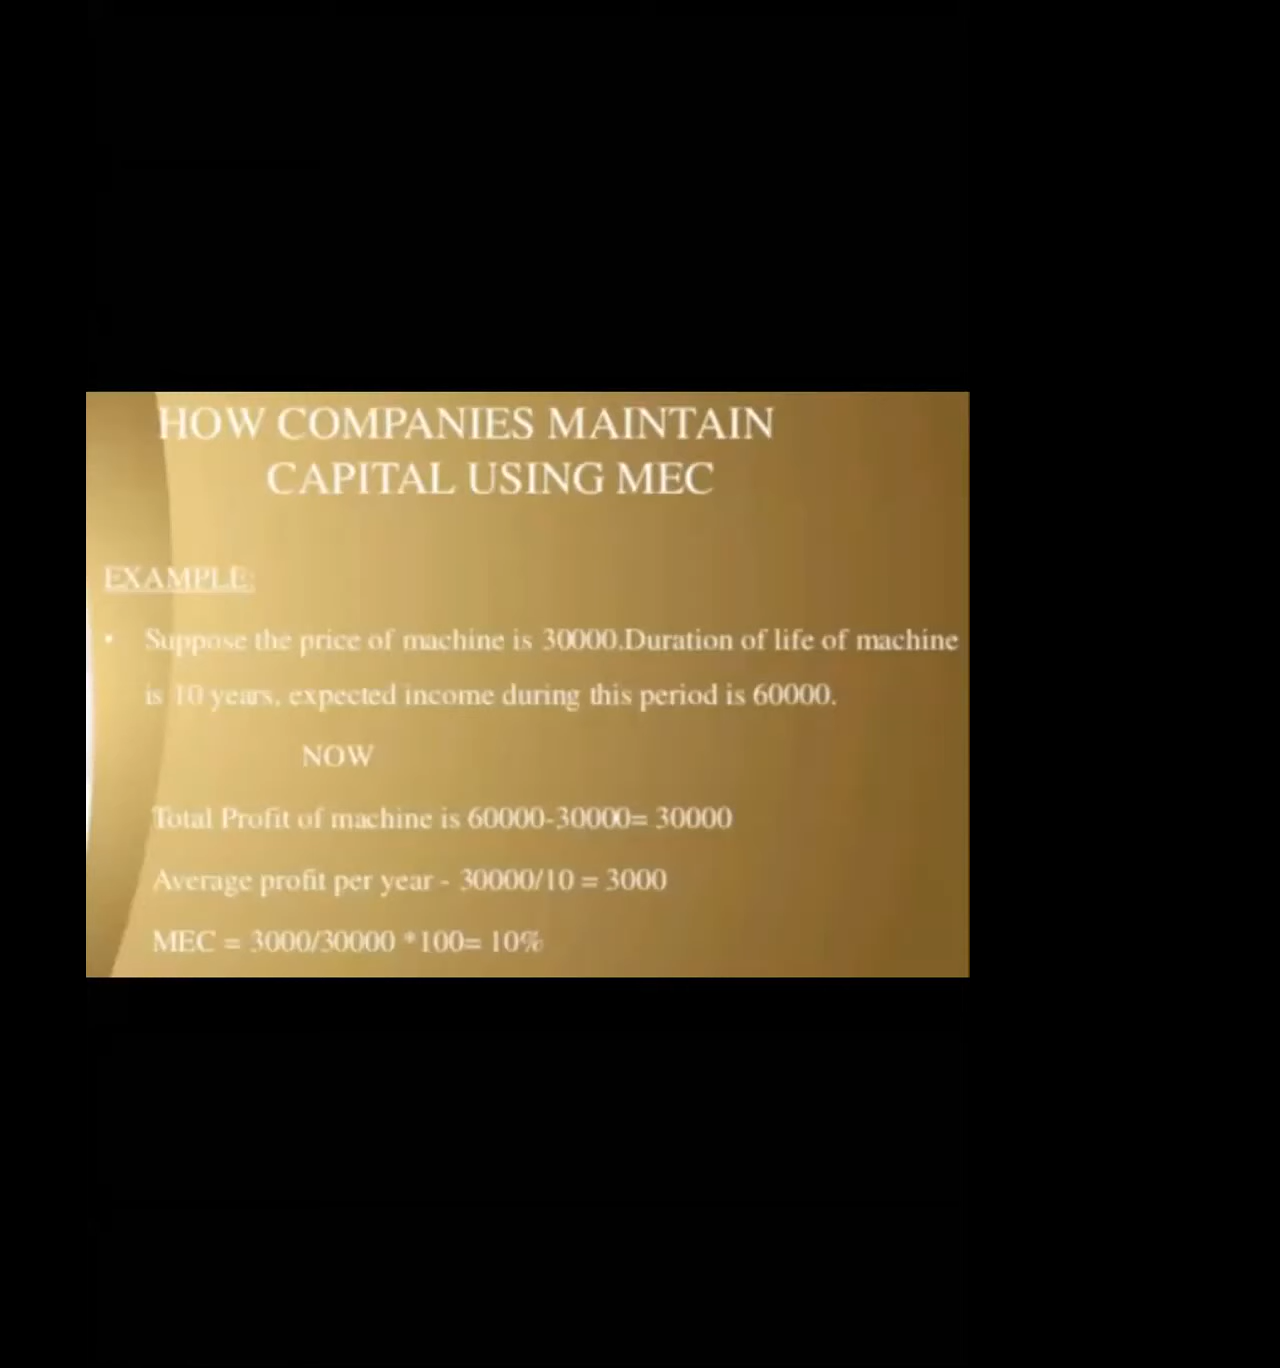 HOW COMPANIES MAINTAIN
CAPITAL USING MEC
EXAMPLE:
• Suppose the price of machine is 30000.Duration of life of machine
is 10 years, expected income during this period is 60000.
NOW
Total Profit of machine is 60000-30000= 30000
Average profit per year - 30000/10 = 3000
MEC = 3000/30000 *100= 10%